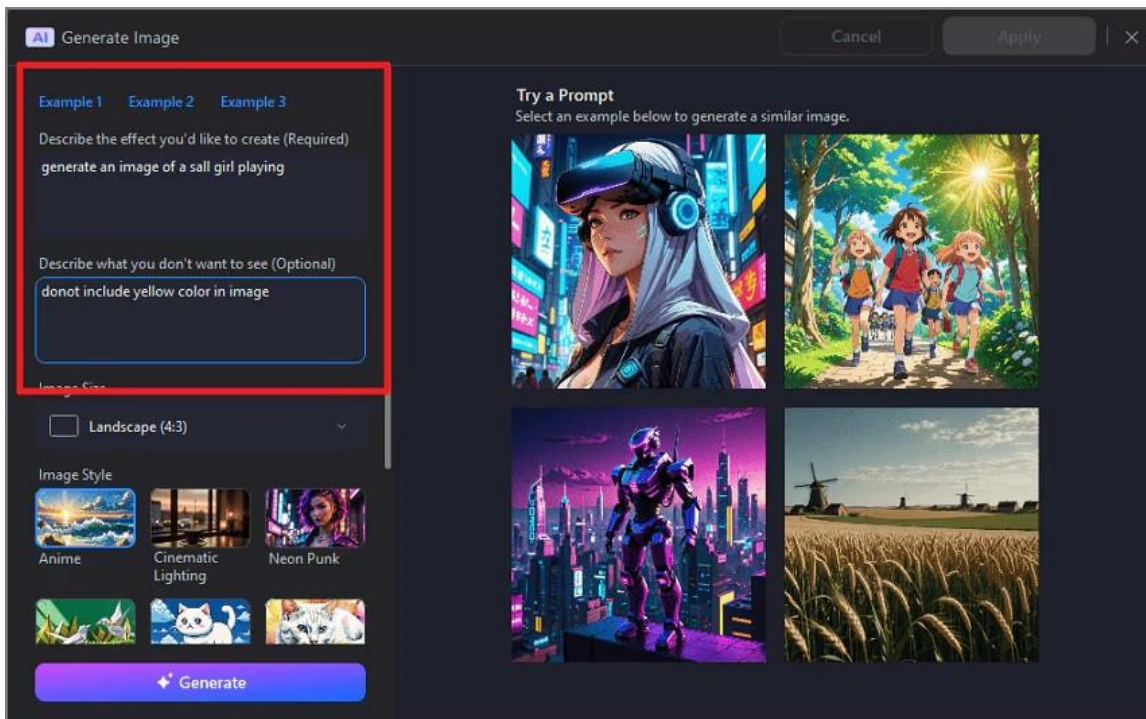 AI Generate Image
Cancel
Apply
Example 1 Example 2 Example 3
Describe the effect you'd like to create (Required)
generate an image of a sall girl playing
Describe what you don't want to see (Optional)
donot include yellow color in image
Image Size
Landscape (4:3)
Image Style
Anime
Cinematic
Lighting
Neon Punk
Generate
Try a Prompt
Select an example below to generate a similar image.